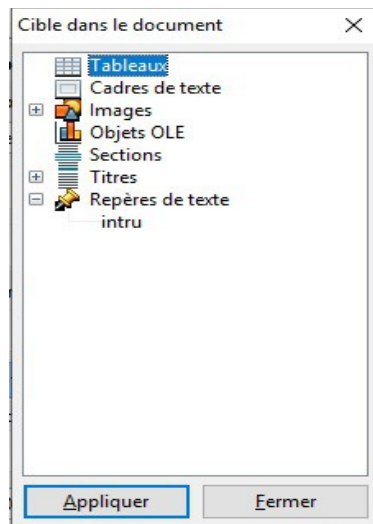 Cible dans le document
Tableaux
Cadres de texte
Images
Objets OLE
Sections
Titres
Repères de texte
intru
Appliquer Fermer